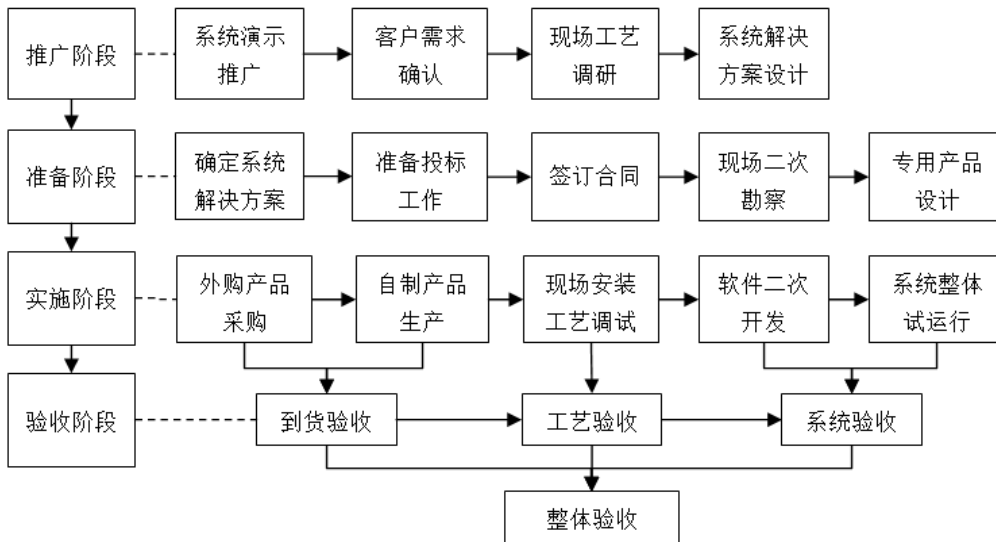 推广阶段
系统演示
推广
客户需求
确认
现场工艺
调研
系统解决
方案设计
准备阶段
确定系统
解决方案
准备投标
工作
签订合同
现场二次
勘察
专用产品
设计
实施阶段
外购产品
采购
自制产品
生产
现场安装
工艺调试
软件二次
开发
系统整体
试运行
验收阶段
到货验收
工艺验收
系统验收
整体验收